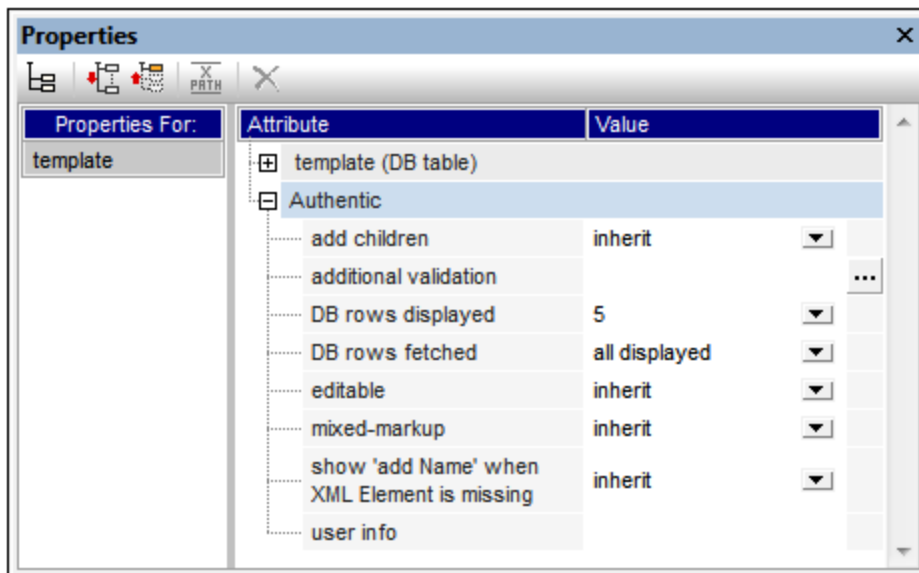 Properties
X
PATH
Properties For:
Attribute Value
template
template (DB table)
Authentic
add children inherit
additional validation ...
DB rows displayed 5
DB rows fetched all displayed
editable inherit
mixed-markup inherit
show 'add Name' when
XML Element is missing inherit
user info